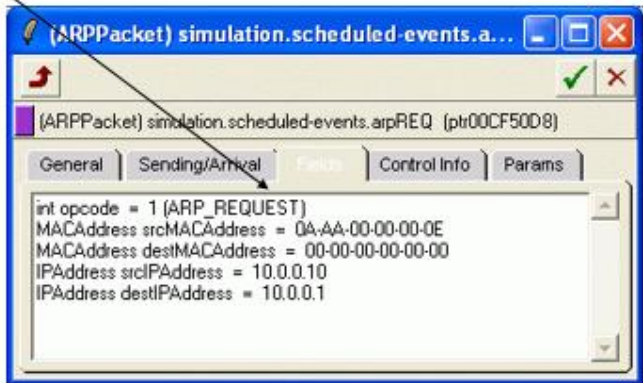 (ARPPacket) simulation.scheduled-events.a...
(ARPPacket) simulation.scheduled-events.arpREQ (ptr00CF50D8)
General Sending/Arrival Fields Control Info Params
int opcode = 1 (ARP_REQUEST)
MACAddress srcMACAddress = 0A-AA-00-00-00-0E
MACAddress destMACAddress = 00-00-00-00-00-00
IPAddress srcIPAddress = 10.0.0.10
IPAddress destIPAddress = 10.0.0.1